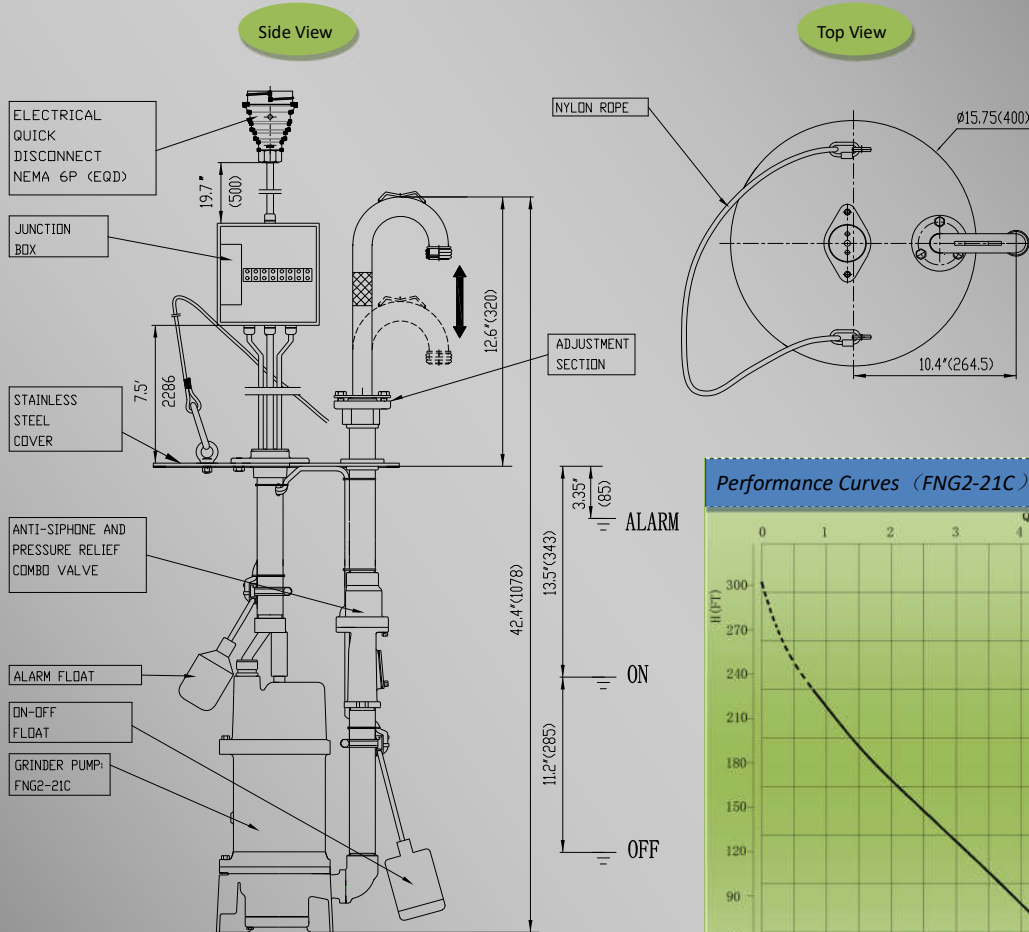 Side View
Top View
ELECTRICAL
QUICK
DISCONNECT
NEMA 6P (EQD)
JUNCTION
BOX
STAINLESS
STEEL
COVER
ANTI-SIPHONE AND
PRESSURE RELIEF
COMBO VALVE
ALARM FLOAT
ON-OFF
FLOAT
GRINDER PUMP:
FNG2-21C
19.7"
(500)
7.5'
2286
12.6"(320)
ADJUSTMENT
SECTION
42.4"(1078)
13.5"(343)
3.35"
(85)
11.2"(285)
ALARM
ON
OFF
NYLON ROPE
ø15.75(400)
10.4"(264.5)
Performance Curves（FNG2-21C）
0 1 2 3 4
H(FT)
300
270
240
210
180
150
120
90